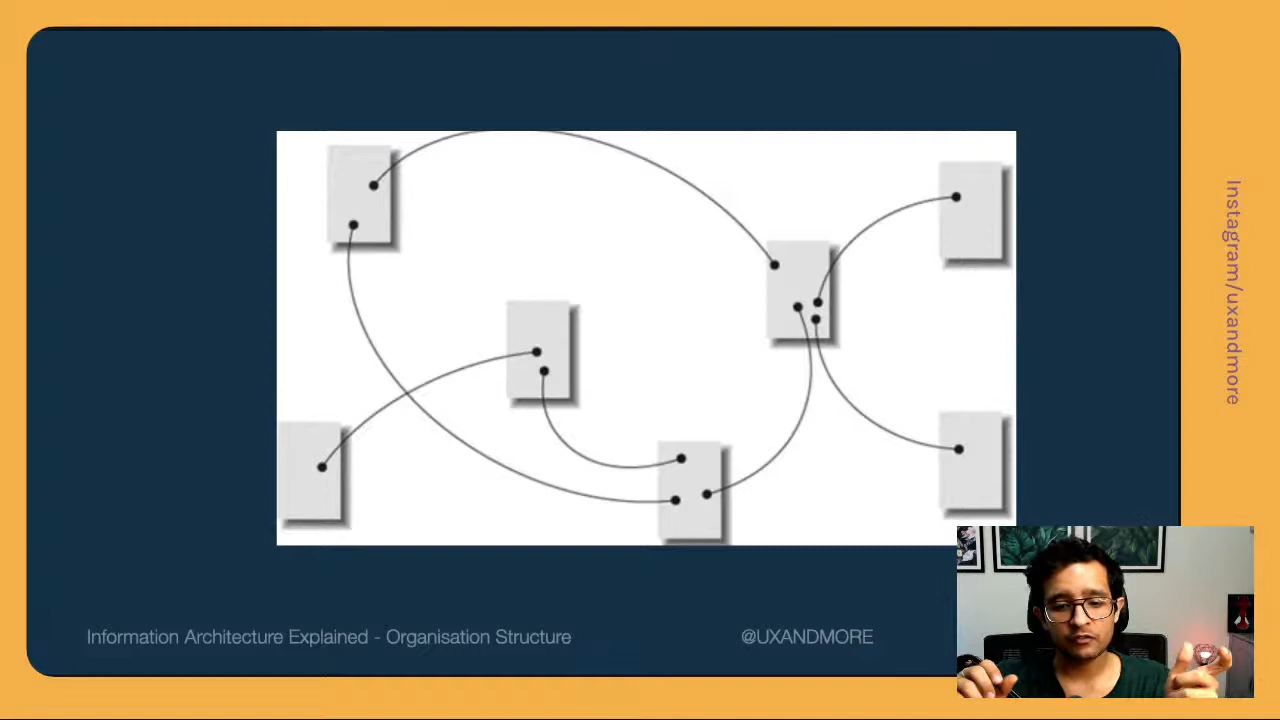 Information Architecture Explained - Organisation Structure
@UXANDMORE
Instagram/uxandmore